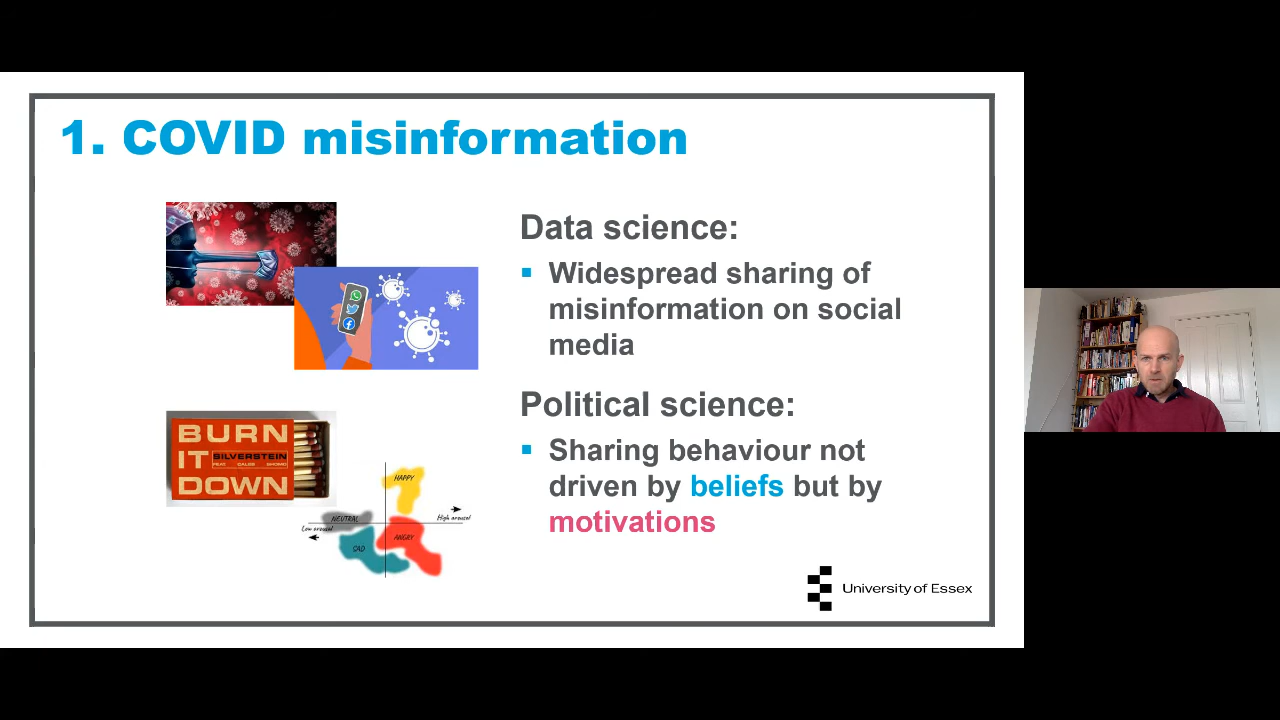 1. COVID misinformation
Data science:
Widespread sharing of
misinformation on social
media
Political science:
Sharing behaviour not
driven by beliefs but by
motivations
BURN
IT SILVERSTEIN
DOWN
HAPPY
NEUTRAL
High arousal
Low arousal
SAD
ANGRY
University of Essex